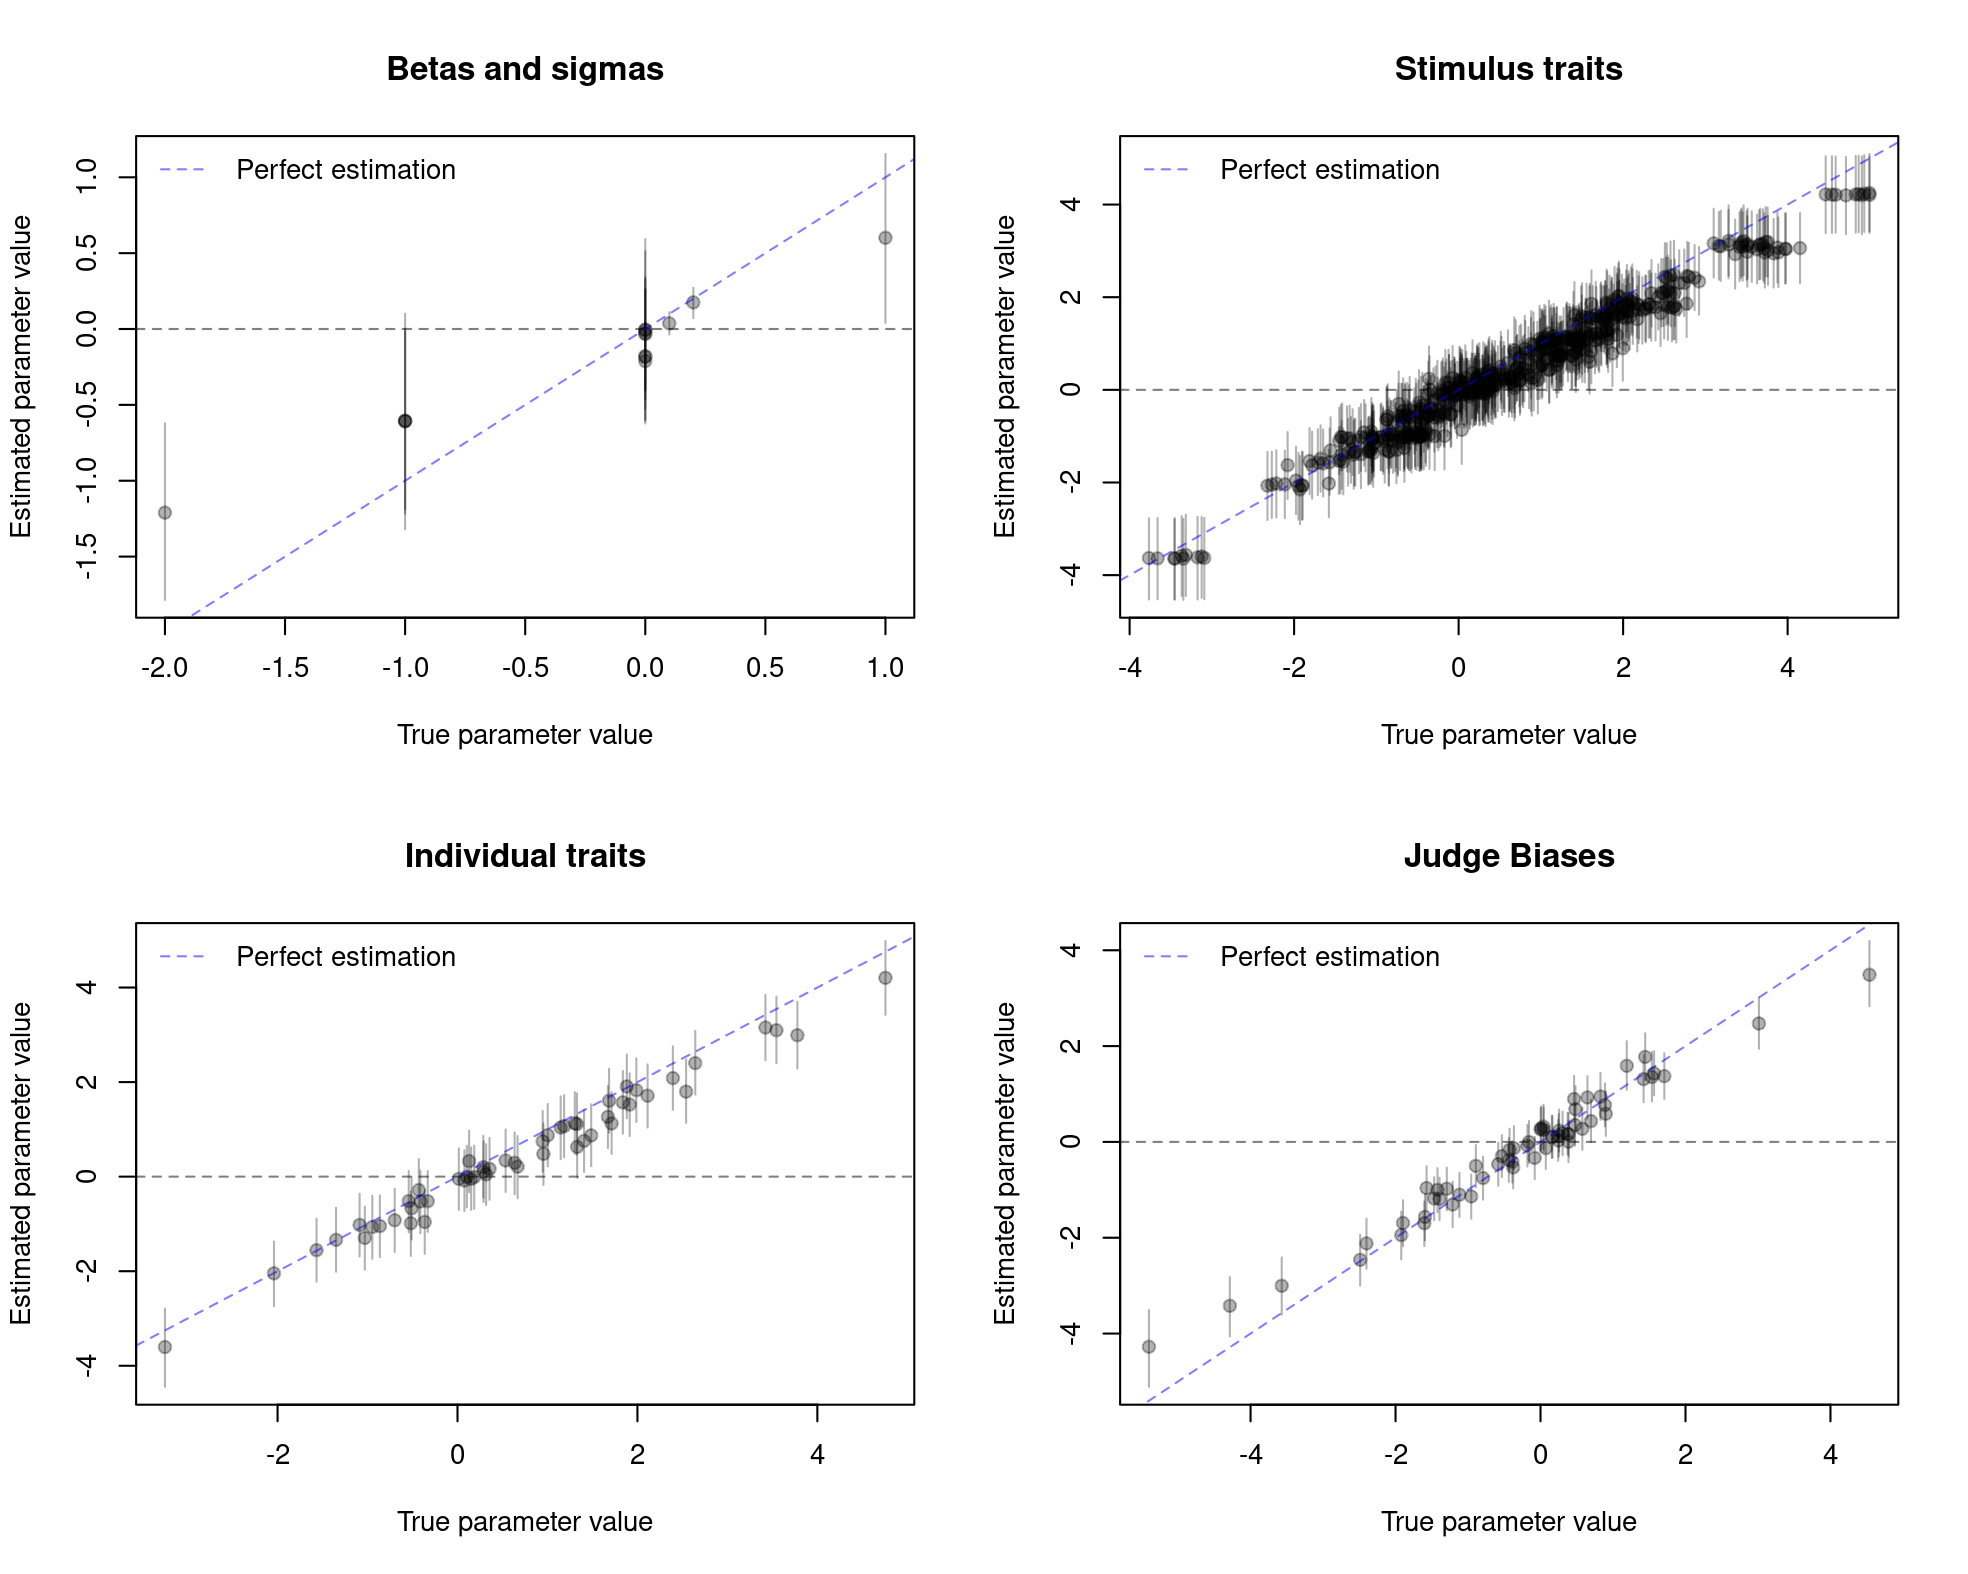 Betas and sigmas
Perfect estimation
Estimated parameter value
1.0
0.5
0.0
-0.5
-1.0
-1.5
-2.0 -1.5 -1.0 -0.5 0.0 0.5 1.0
True parameter value
Stimulus traits
Perfect estimation
Estimated parameter value
4
2
0
-2
-4
-4 -2 0 2 4
True parameter value
Individual traits
Perfect estimation
Estimated parameter value
4
2
0
-2
-4
-2 0 2 4
True parameter value
Judge Biases
Perfect estimation
Estimated parameter value
4
2
0
-2
-4
-4 -2 0 2 4
True parameter value